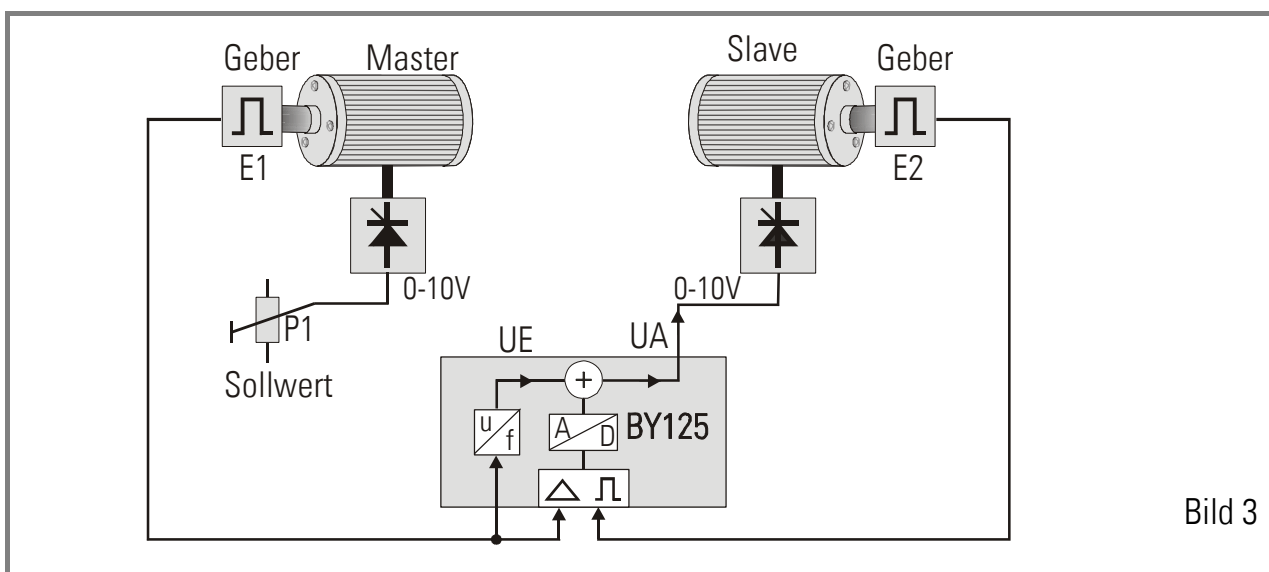 Geber
Master
Slave
Geber
E1
E2
0-10V
0-10V
P1
Sollwert
UE
UA
+
u/f
A/D
BY125
Bild 3